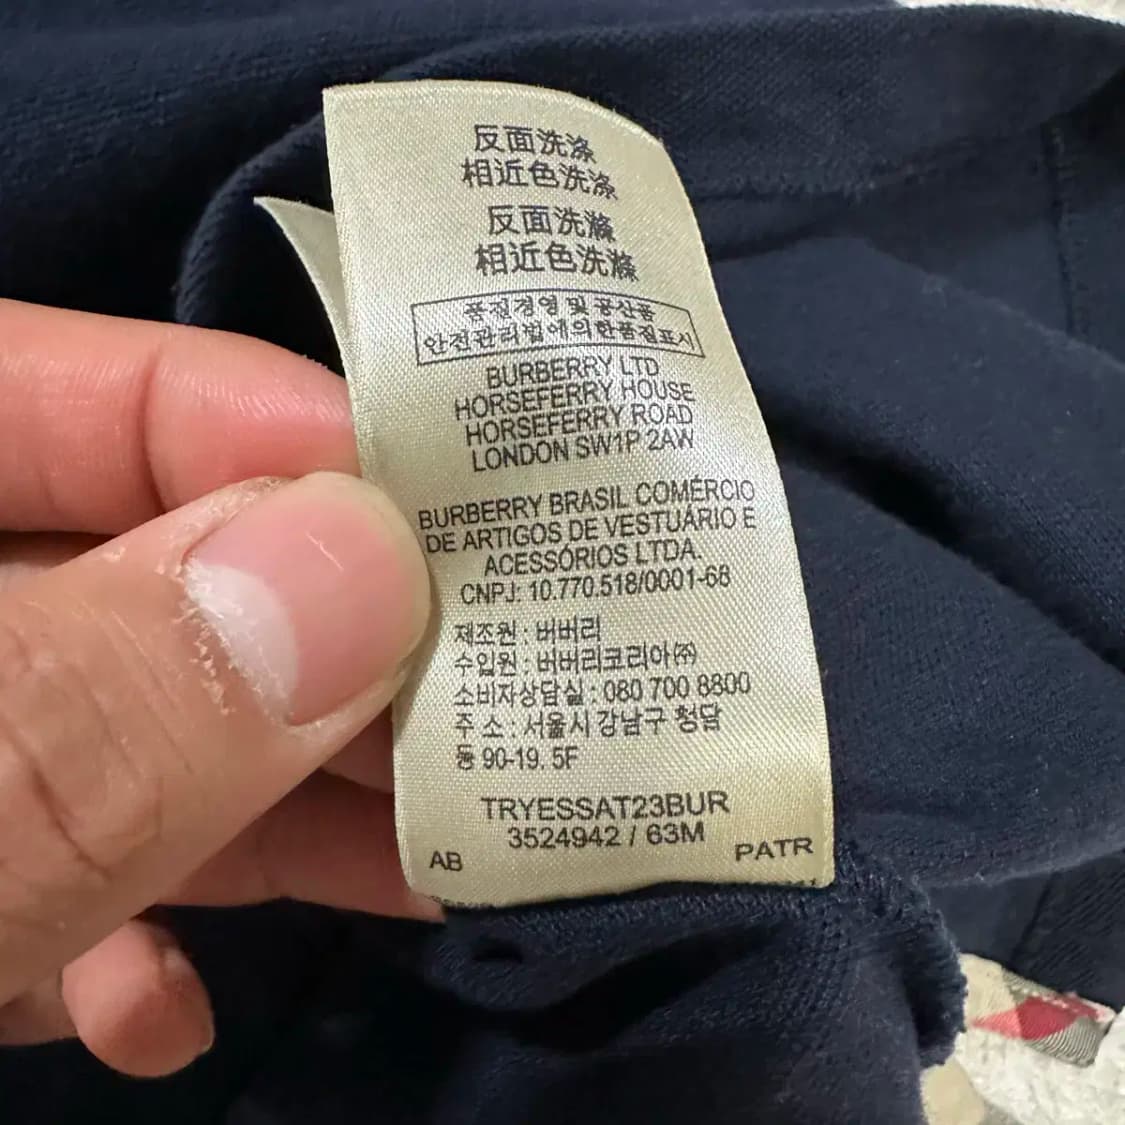 反面洗涤
相近色洗涤
反面洗滌
相近色洗滌
품질경영 및 공산품
안전관리법에의한품질표시
BURBERRY LTD
HORSEFERRY HOUSE
HORSEFERRY ROAD
LONDON SW1P 2AW
BURBERRY BRASIL COMÉRCIO
DE ARTIGOS DE VESTUÁRIO E
ACESSÓRIOS LTDA.
CNPJ: 10.770.518/0001-68
제조원 : 버버리
수입원 : 버버리코리아㈜
소비자상담실 : 080 700 8800
주 소 : 서울시 강남구 청담
동 90-19. 5F
TRYESSAT23BUR
3524942 / 63M
AB PATR